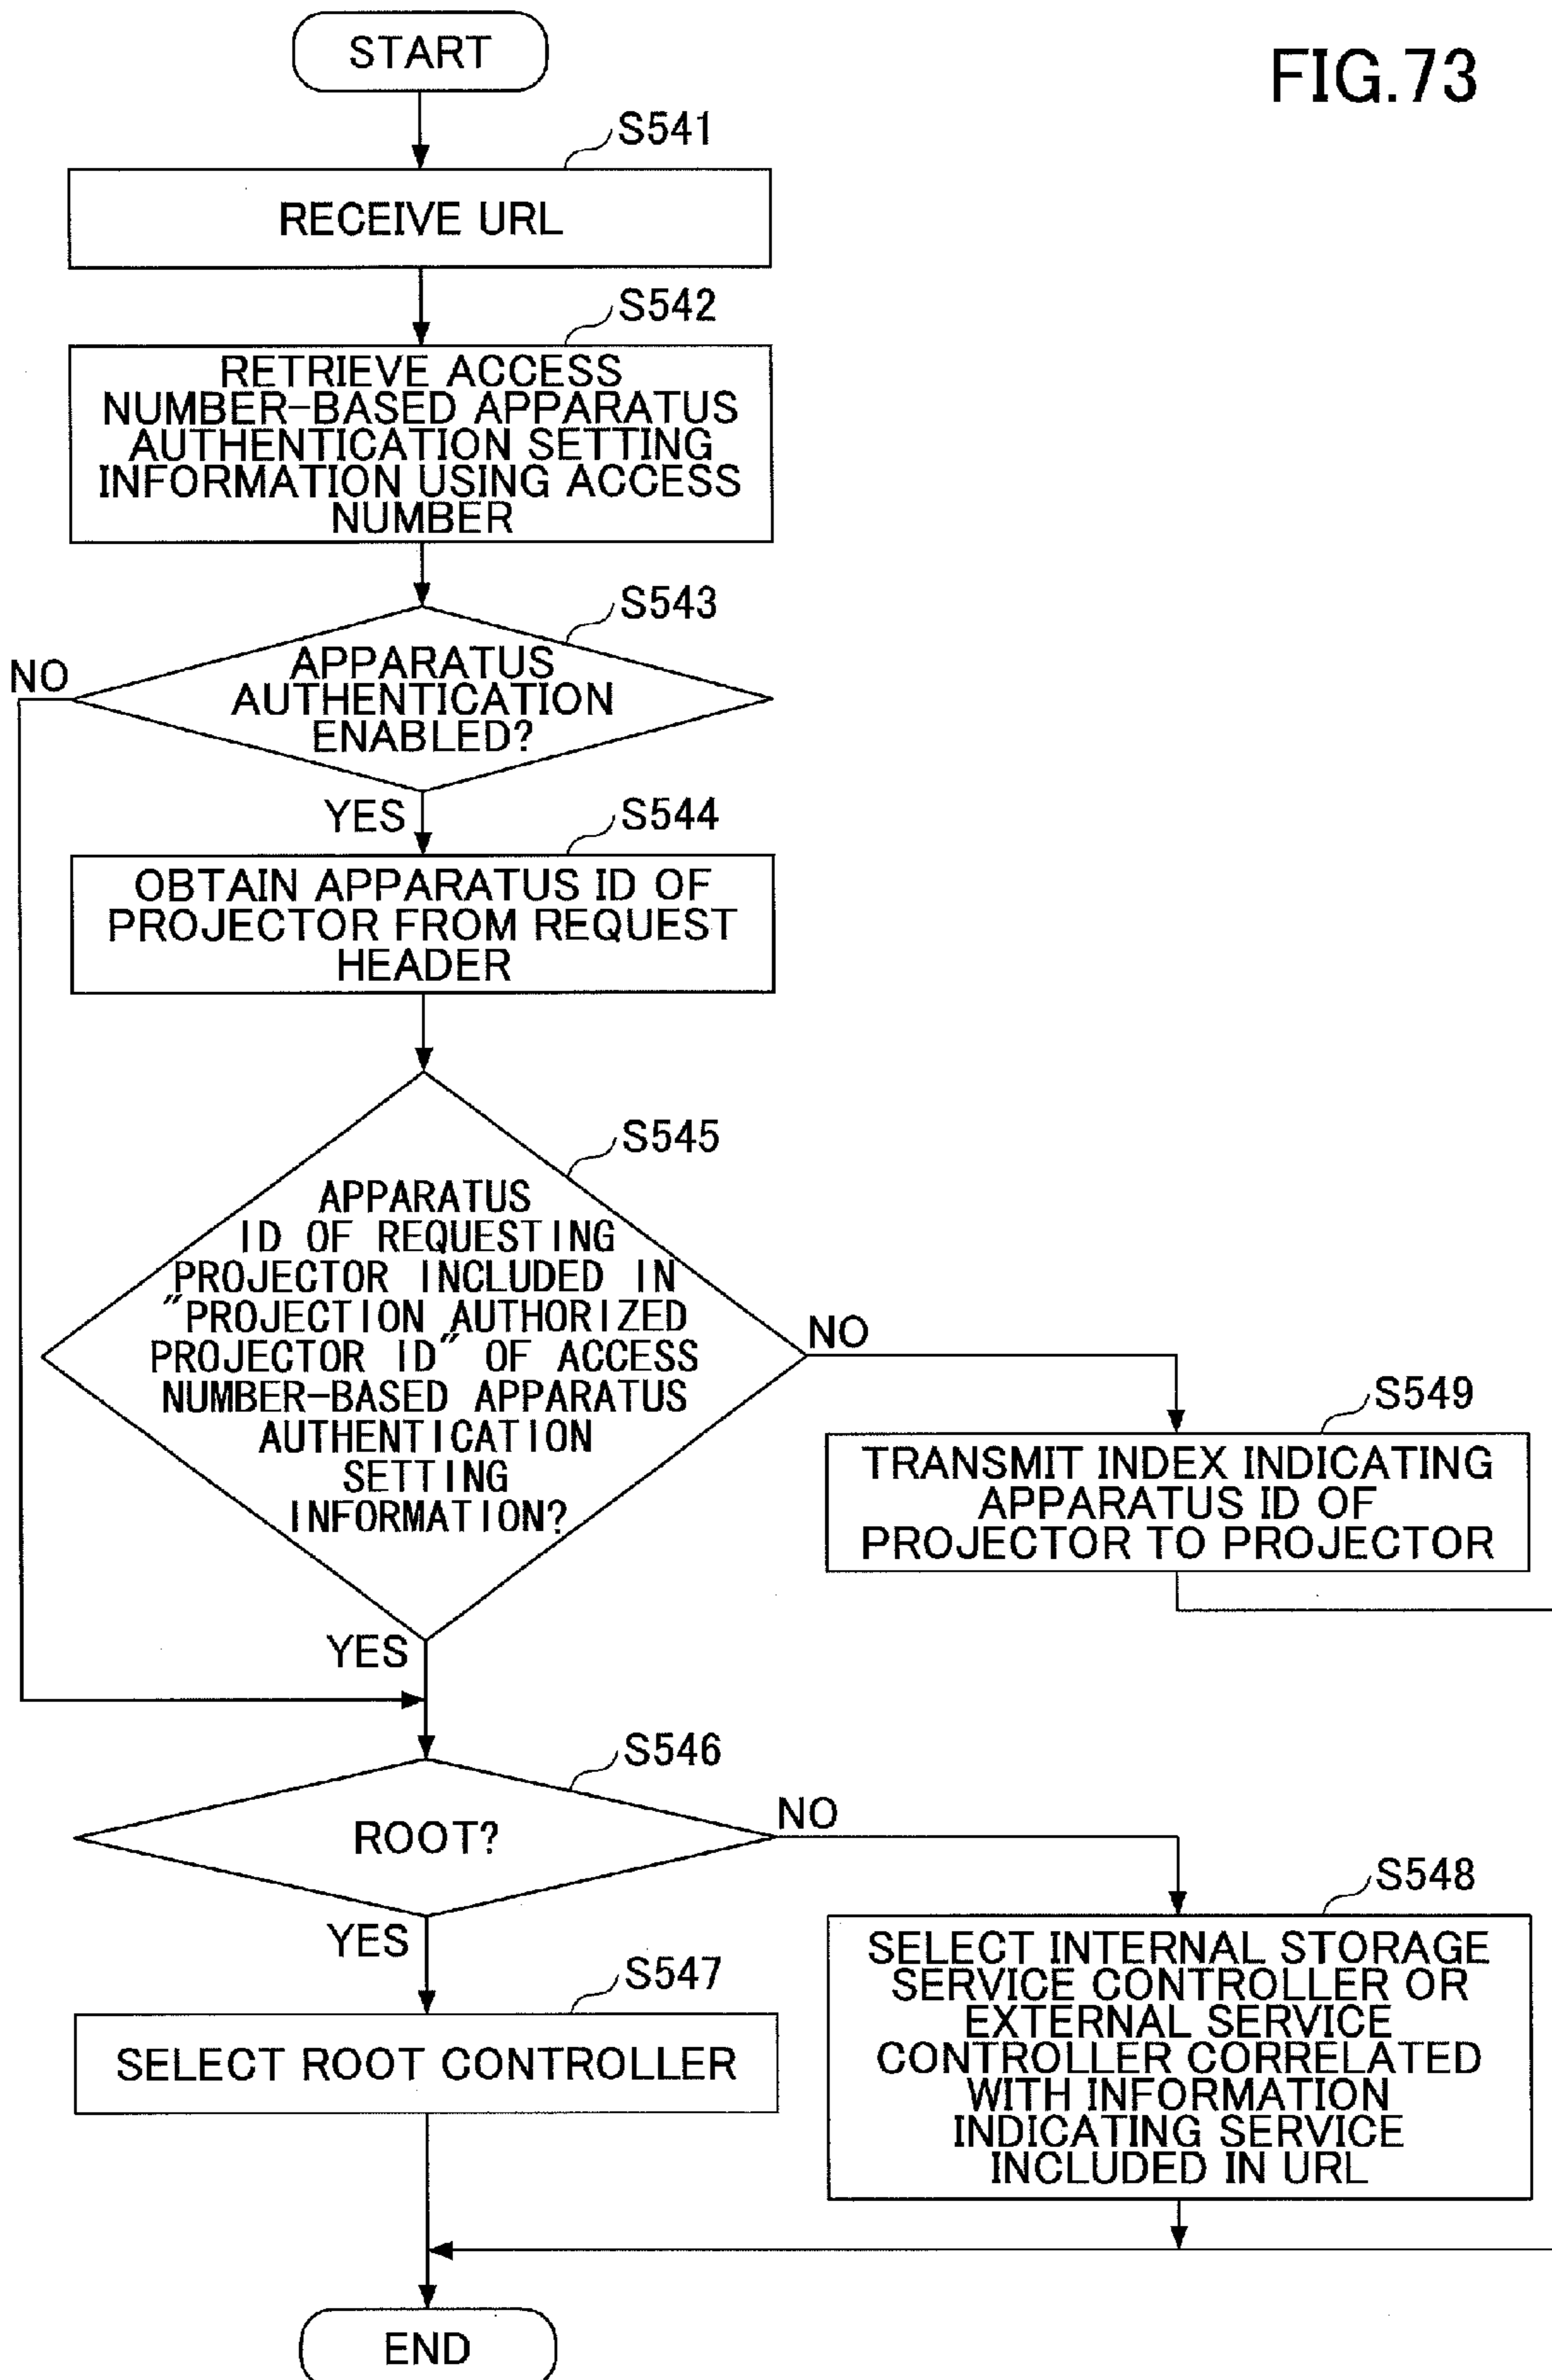 START
FIG.73
S541
RECEIVE URL
S542
RETRIEVE ACCESS
NUMBER-BASED APPARATUS
AUTHENTICATION SETTING
INFORMATION USING ACCESS
NUMBER
S543
APPARATUS
AUTHENTICATION
ENABLED?
NO
YES
S544
OBTAIN APPARATUS ID OF
PROJECTOR FROM REQUEST
HEADER
S545
APPARATUS
ID OF REQUESTING
PROJECTOR INCLUDED IN
"PROJECTION AUTHORIZED
PROJECTOR ID" OF ACCESS
NUMBER-BASED APPARATUS
AUTHENTICATION
SETTING
INFORMATION?
NO
S549
TRANSMIT INDEX INDICATING
APPARATUS ID OF
PROJECTOR TO PROJECTOR
YES
S546
ROOT?
NO
YES
S547
SELECT ROOT CONTROLLER
S548
SELECT INTERNAL STORAGE
SERVICE CONTROLLER OR
EXTERNAL SERVICE
CONTROLLER CORRELATED
WITH INFORMATION
INDICATING SERVICE
INCLUDED IN URL
END